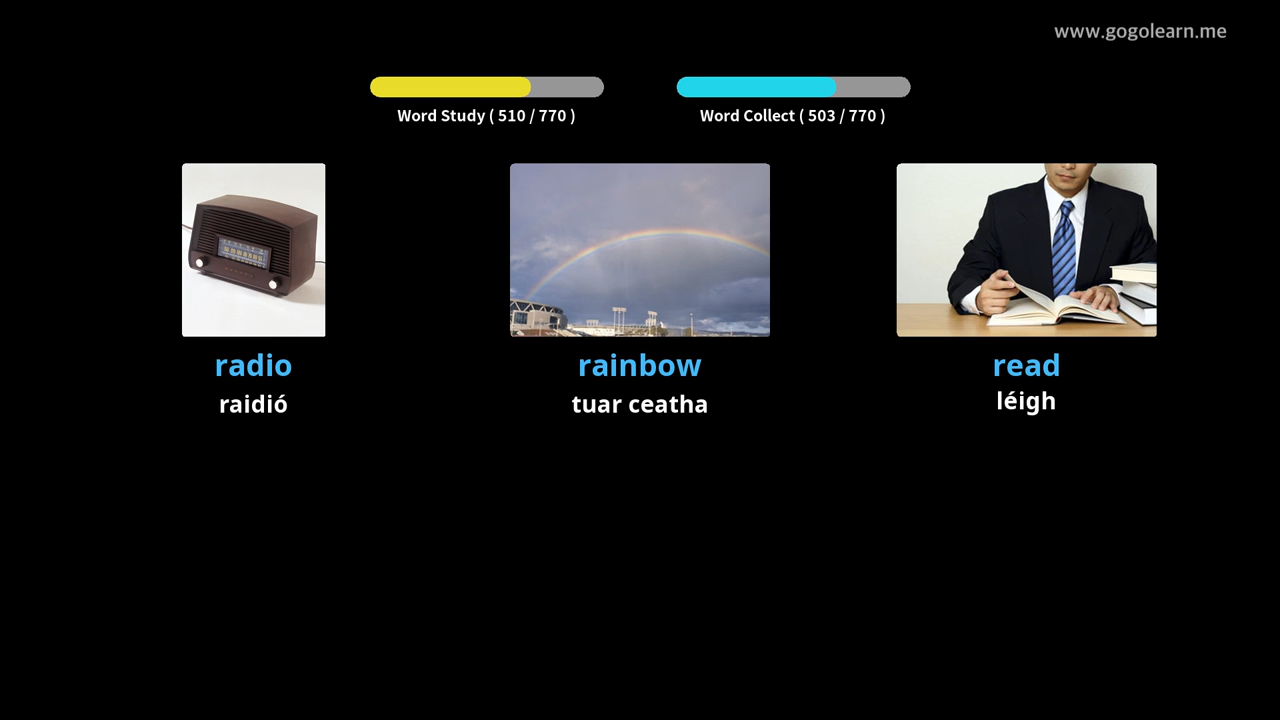 www.gogolearn.me
Word Study ( 510 / 770 )
Word Collect ( 503 / 770 )
radio
raidió
rainbow
tuar ceatha
read
léigh